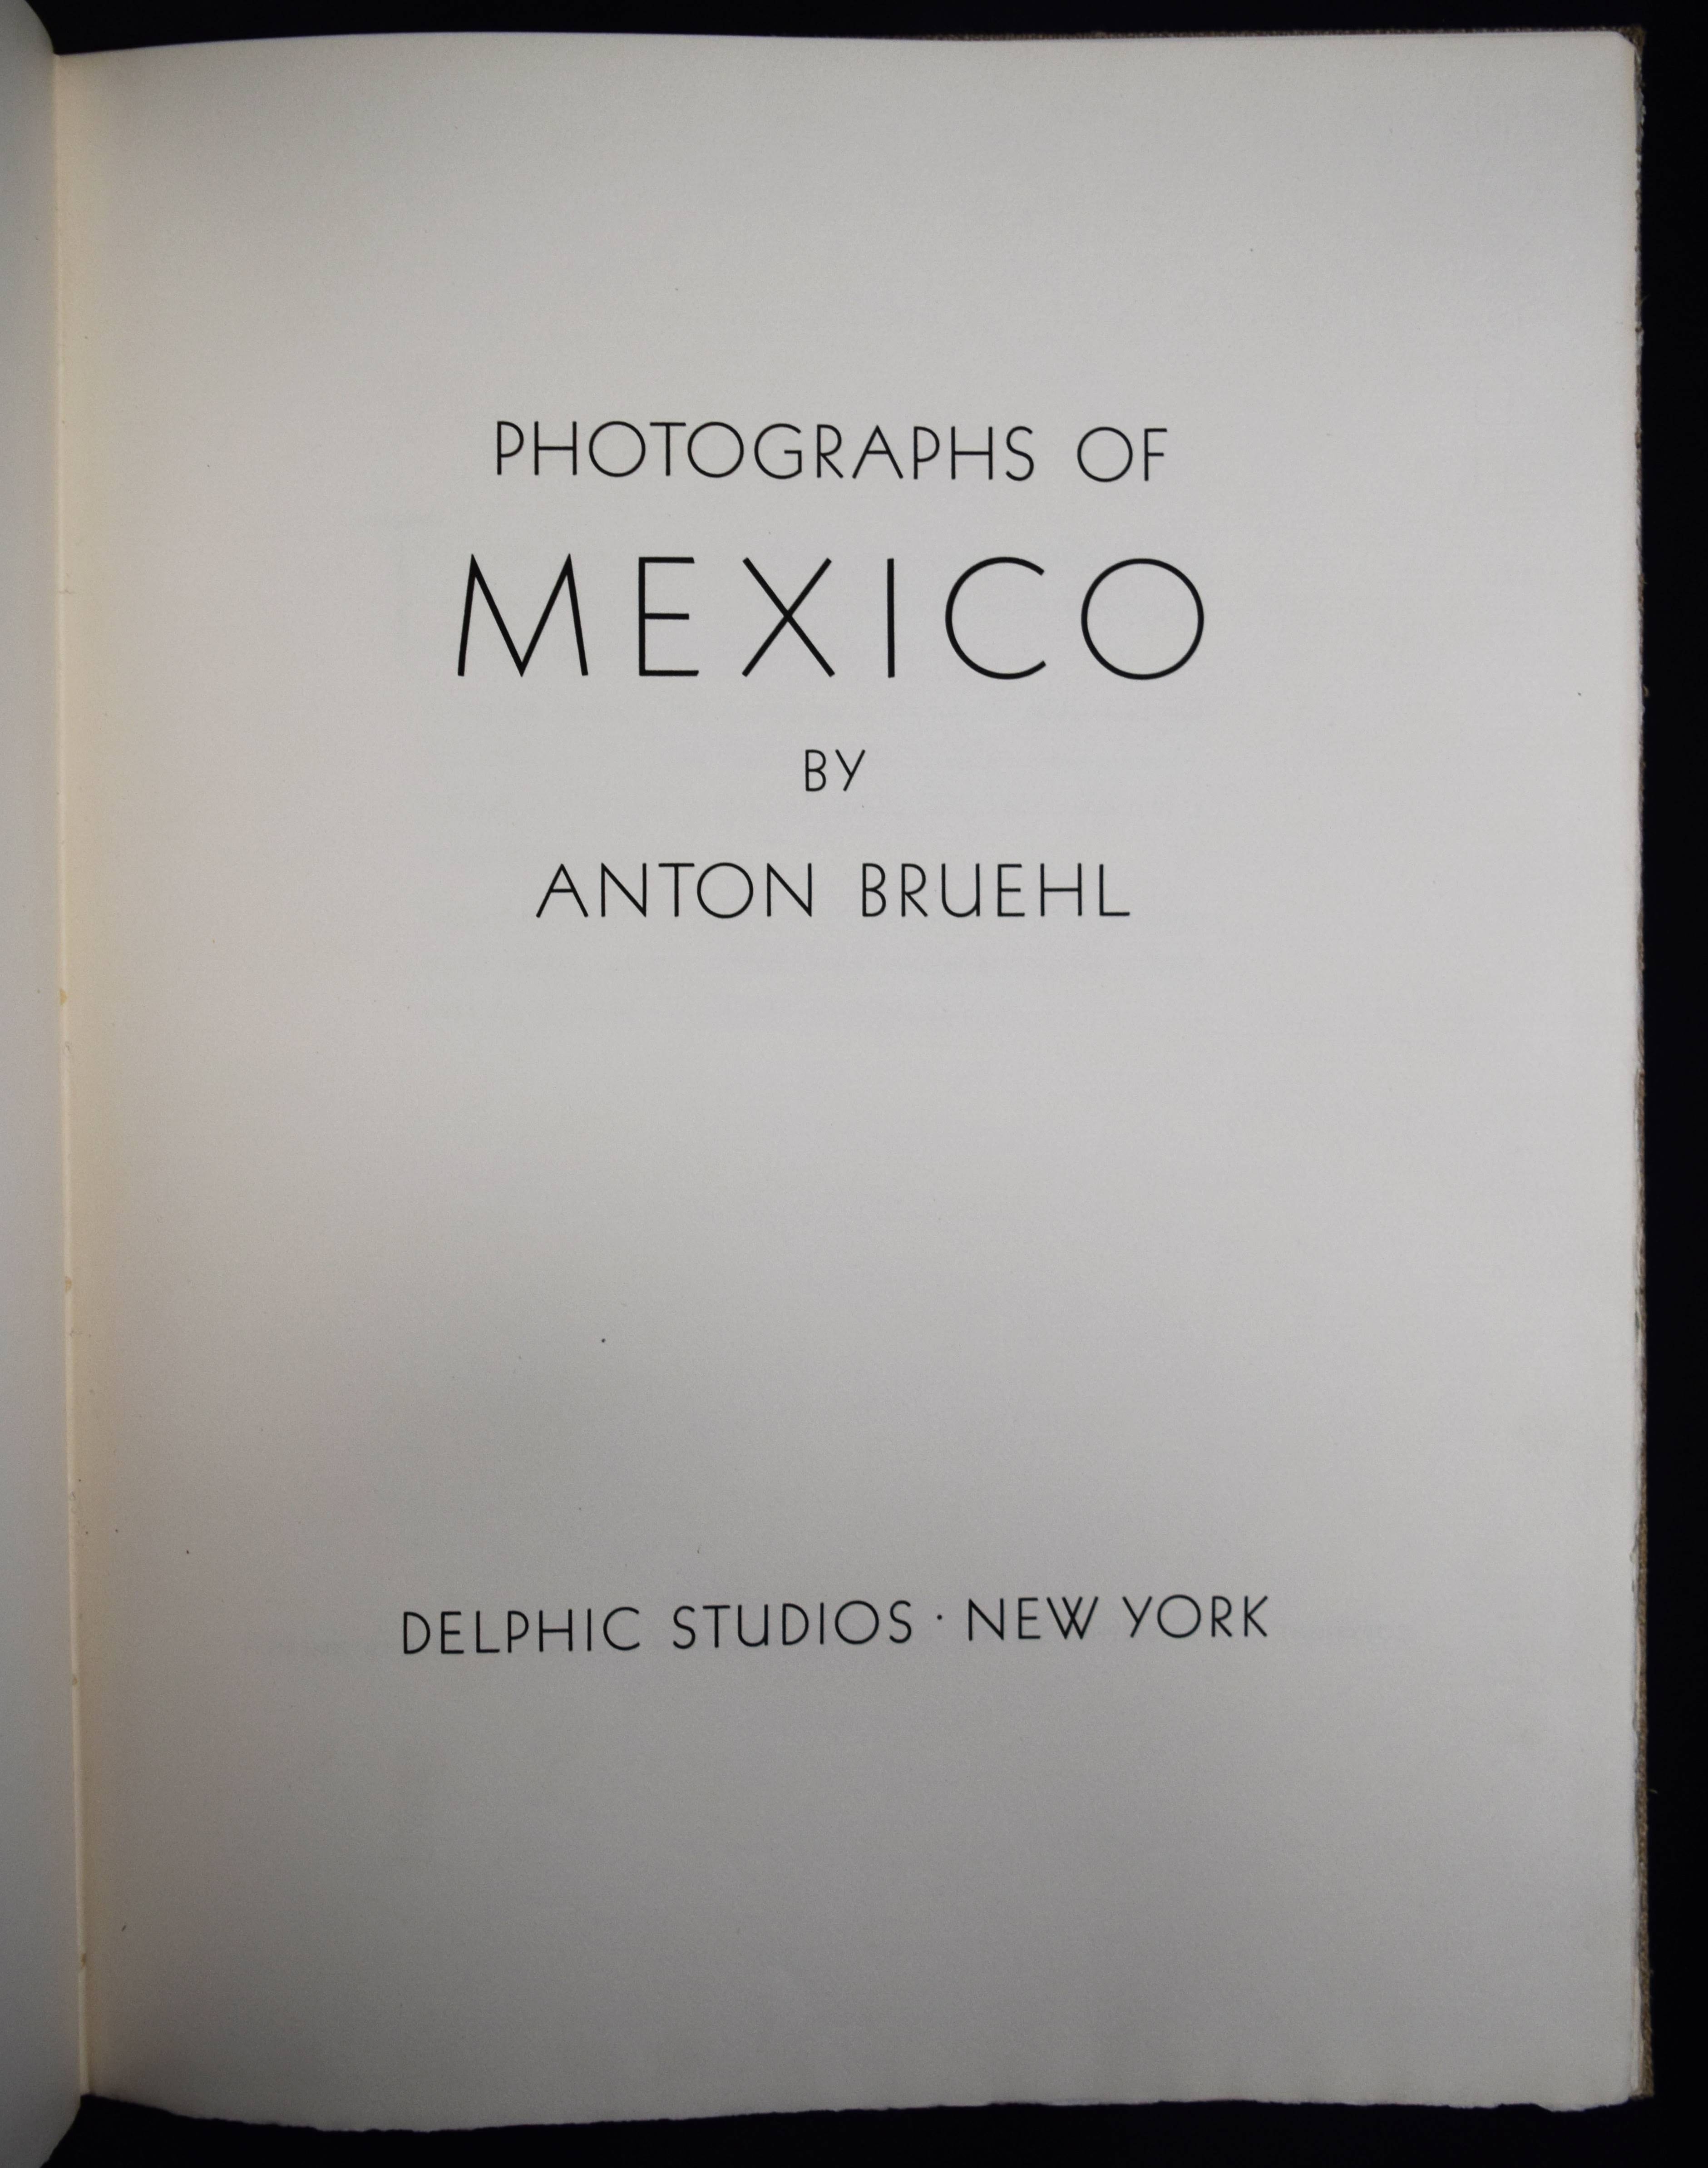 PHOTOGRAPHS OF
MEXICO
BY
ANTON BRUEHL
DELPHIC STUDIOS · NEW YORK